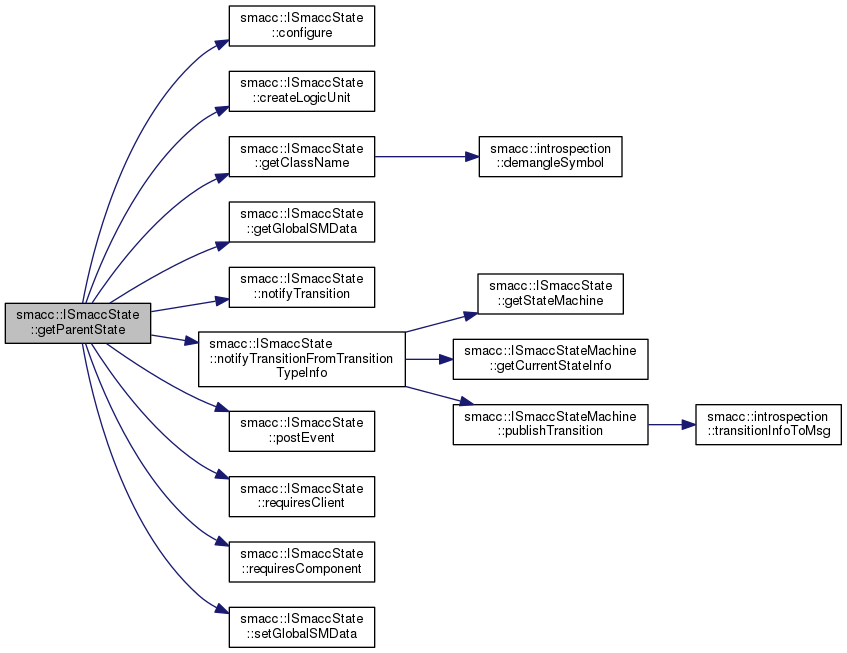 smacc::ISmaccState
::getParentState
smacc::ISmaccState
::configure
smacc::ISmaccState
::createLogicUnit
smacc::ISmaccState
::getClassName
smacc::introspection
::demangleSymbol
smacc::ISmaccState
::getGlobalSMData
smacc::ISmaccState
::notifyTransition
smacc::ISmaccState
::notifyTransitionFromTransition
TypeInfo
smacc::ISmaccState
::getStateMachine
smacc::ISmaccStateMachine
::getCurrentStateInfo
smacc::ISmaccStateMachine
::publishTransition
smacc::introspection
::transitionInfoToMsg
smacc::ISmaccState
::postEvent
smacc::ISmaccState
::requiresClient
smacc::ISmaccState
::requiresComponent
smacc::ISmaccState
::setGlobalSMData